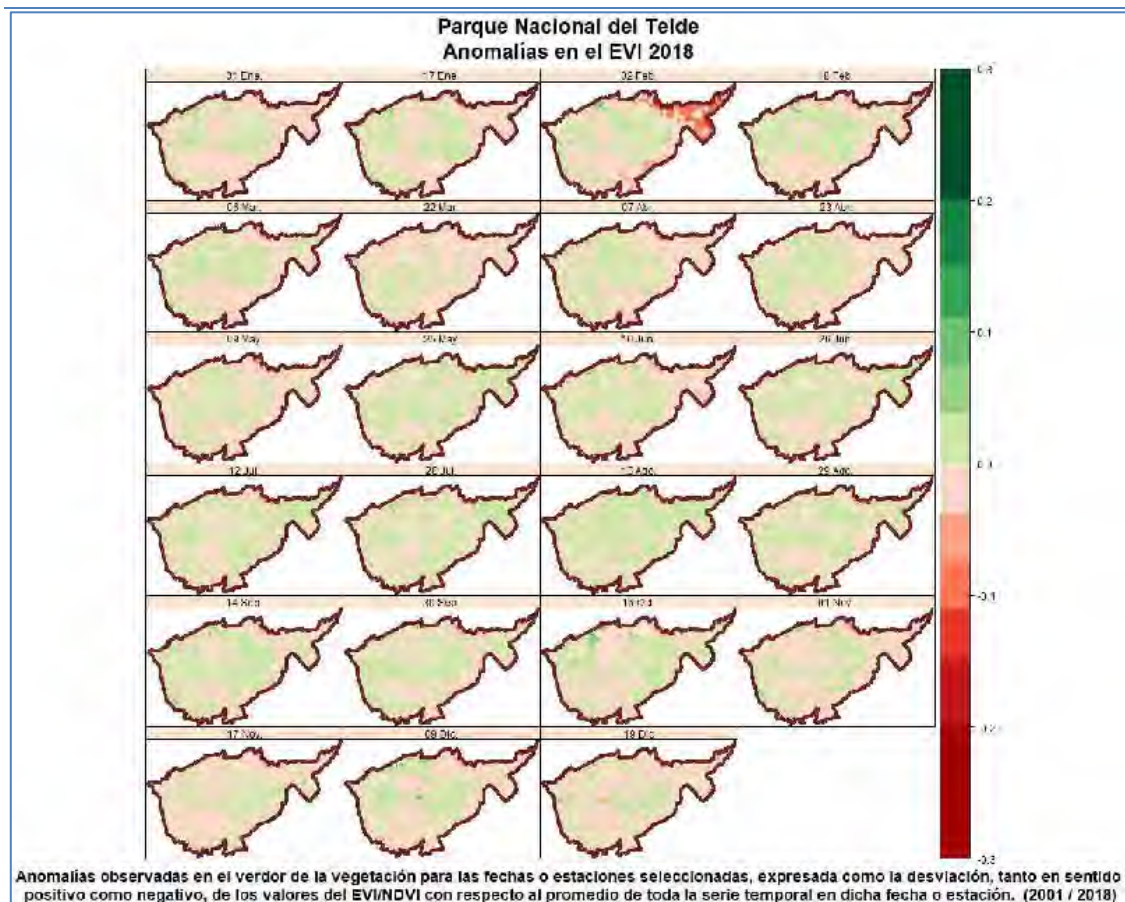 Parque Nacional del Teide
Anomalías en el EVI 2018
01 Ene. 17 Ene. 02 Feb. 18 Feb.
0.3
06 Mar. 22 Mar. 07 Abr. 23 Abr.
0.2
09 May 25 May. 10 Jun. 26 Jun.
0.1
12 Jul. 28 Jul. 13 Ago. 29 Ago.
0.0
14 Sep. 30 Sep. 01 Nov.
-0.1
-0.2
17 Nov. 19 Dic.
-0.3
Anomalías observadas en el verdor de la vegetación para las fechas o estaciones seleccionadas, expresada como la desviación, tanto en sentido
positivo como negativo, de los valores del EVI/NDVI con respecto al promedio de toda la serie temporal en dicha fecha o estación. (2001 / 2018)